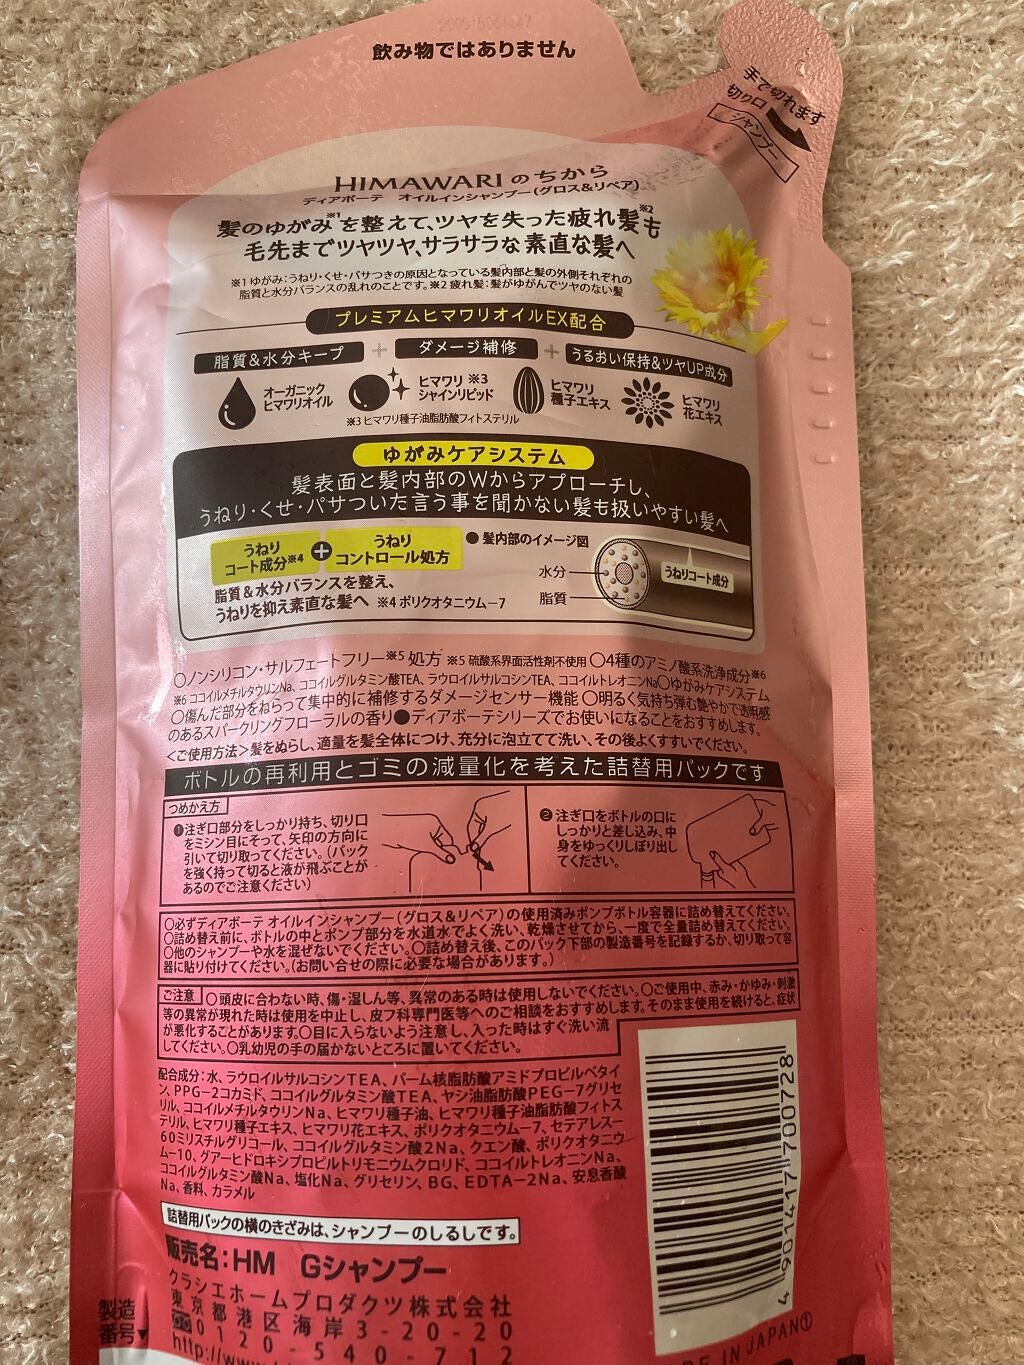 飲み物ではありません
手で切れます
切り口
シャンプー
HIMAWARIのちから
ディアボーテ オイルインシャンプー(グロス&リペア)
髪のゆがみ※1を整えて、ツヤを失った疲れ髪も※2
毛先までツヤツヤ、サラサラな素直な髪へ
※1 ゆがみ:うねり・くせ・パサつきの原因となっている髪内部と髪の外側それぞれの
脂質と水分バランスの乱れのことです。※2 疲れ髪:髪がゆがんでツヤのない髪
プレミアムヒマワリオイルEX配合
脂質&水分キープ + ダメージ補修 + うるおい保持&ツヤUP成分
オーガニック
ヒマワリオイル
ヒマワリ ※3
シャインリピッド
ヒマワリ
種子エキス
ヒマワリ
花エキス
※3 ヒマワリ種子油脂肪酸フィトステリル
ゆがみケアシステム
髪表面と髪内部のWからアプローチし、
うねり・くせ・パサついた言う事を聞かない髪も扱いやすい髪へ
うねり
コート成分※4
+
うねり
コントロール処方
●髪内部のイメージ図
水分
脂質
うねりコート成分
脂質&水分バランスを整え、
うねりを抑え素直な髪へ ※4 ポリクオタニウム−7
○ノンシリコン・サルフェートフリー※5処方 ※5 硫酸系界面活性剤不使用 ○4種のアミノ酸系洗浄成分※6
※6 ココイルメチルタウリンNa、ココイルグルタミン酸TEA、ラウロイルサルコシンTEA、ココイルトレオニンNa○ゆがみケアシステム
○傷んだ部分をねらって集中的に補修するダメージセンサー機能 ○明るく気持ち弾む艶やかで透明感
のあるスパークリングフローラルの香り●ディアボーテシリーズでお使いになることをおすすめします。
<ご使用方法>髪をぬらし、適量を髪全体につけ、充分に泡立てて洗い、その後よくすすいでください。
ボトルの再利用とゴミの減量化を考えた詰替用パックです
つめかえ方
❶注ぎ口部分をしっかり持ち、切り口
をミシン目にそって、矢印の方向に
引いて切り取ってください。(パック
を強く持って切ると液が飛ぶことが
あるのでご注意ください)
❷注ぎ口をボトルの口に
しっかりと差し込み、中
身をゆっくりしぼり出し
てください。
○必ずディアボーテ オイルインシャンプー(グロス&リペア)の使用済みポンプボトル容器に詰め替えてください。
○詰め替え前に、ボトルの中とポンプ部分を水道水でよく洗い、乾燥させてから、一度で全量詰め替えてください。
○他のシャンプーや水を混ぜないでください。○詰め替え後、このパック下部の製造番号を記録するか、切り取って容
器に貼り付けてください。(お問い合せの際に必要な場合があります。)
ご注意 ○頭皮に合わない時、傷・湿しん等、異常のある時は使用しないでください。○ご使用中、赤み・かゆみ・刺激
等の異常が現れた時は使用を中止し、皮フ科専門医等へのご相談をおすすめします。そのまま使用を続けると、症状
が悪化することがあります。○目に入らないよう注意し、入った時はすぐ洗い流
してください。○乳幼児の手の届かないところに置いてください。
配合成分:水、ラウロイルサルコシンTEA、パーム核脂肪酸アミドプロピルベタイ
ン、PPG−2コカミド、ココイルグルタミン酸TEA、ヤシ油脂肪酸PEG−7グリセ
リル、ココイルメチルタウリンNa、ヒマワリ種子油、ヒマワリ種子油脂肪酸フィトス
テリル、ヒマワリ種子エキス、ヒマワリ花エキス、ポリクオタニウム−7、セテアレス−
60ミリスチルグリコール、ココイルグルタミン酸2Na、クエン酸、ポリクオタニウ
ム−10、グアーヒドロキシプロピルトリモニウムクロリド、ココイルトレオニンNa、
ココイルグルタミン酸Na、塩化Na、グリセリン、BG、EDTA−2Na、安息香酸
Na、香料、カラメル
詰替用パックの横のきざみは、シャンプーのしるしです。
販売名:HM Gシャンプー
クラシエホームプロダクツ株式会社
東京都港区海岸3-20-20
0120-540-712
http://www.
製造
番号▼
4 901417 700728
IN JAPAN①